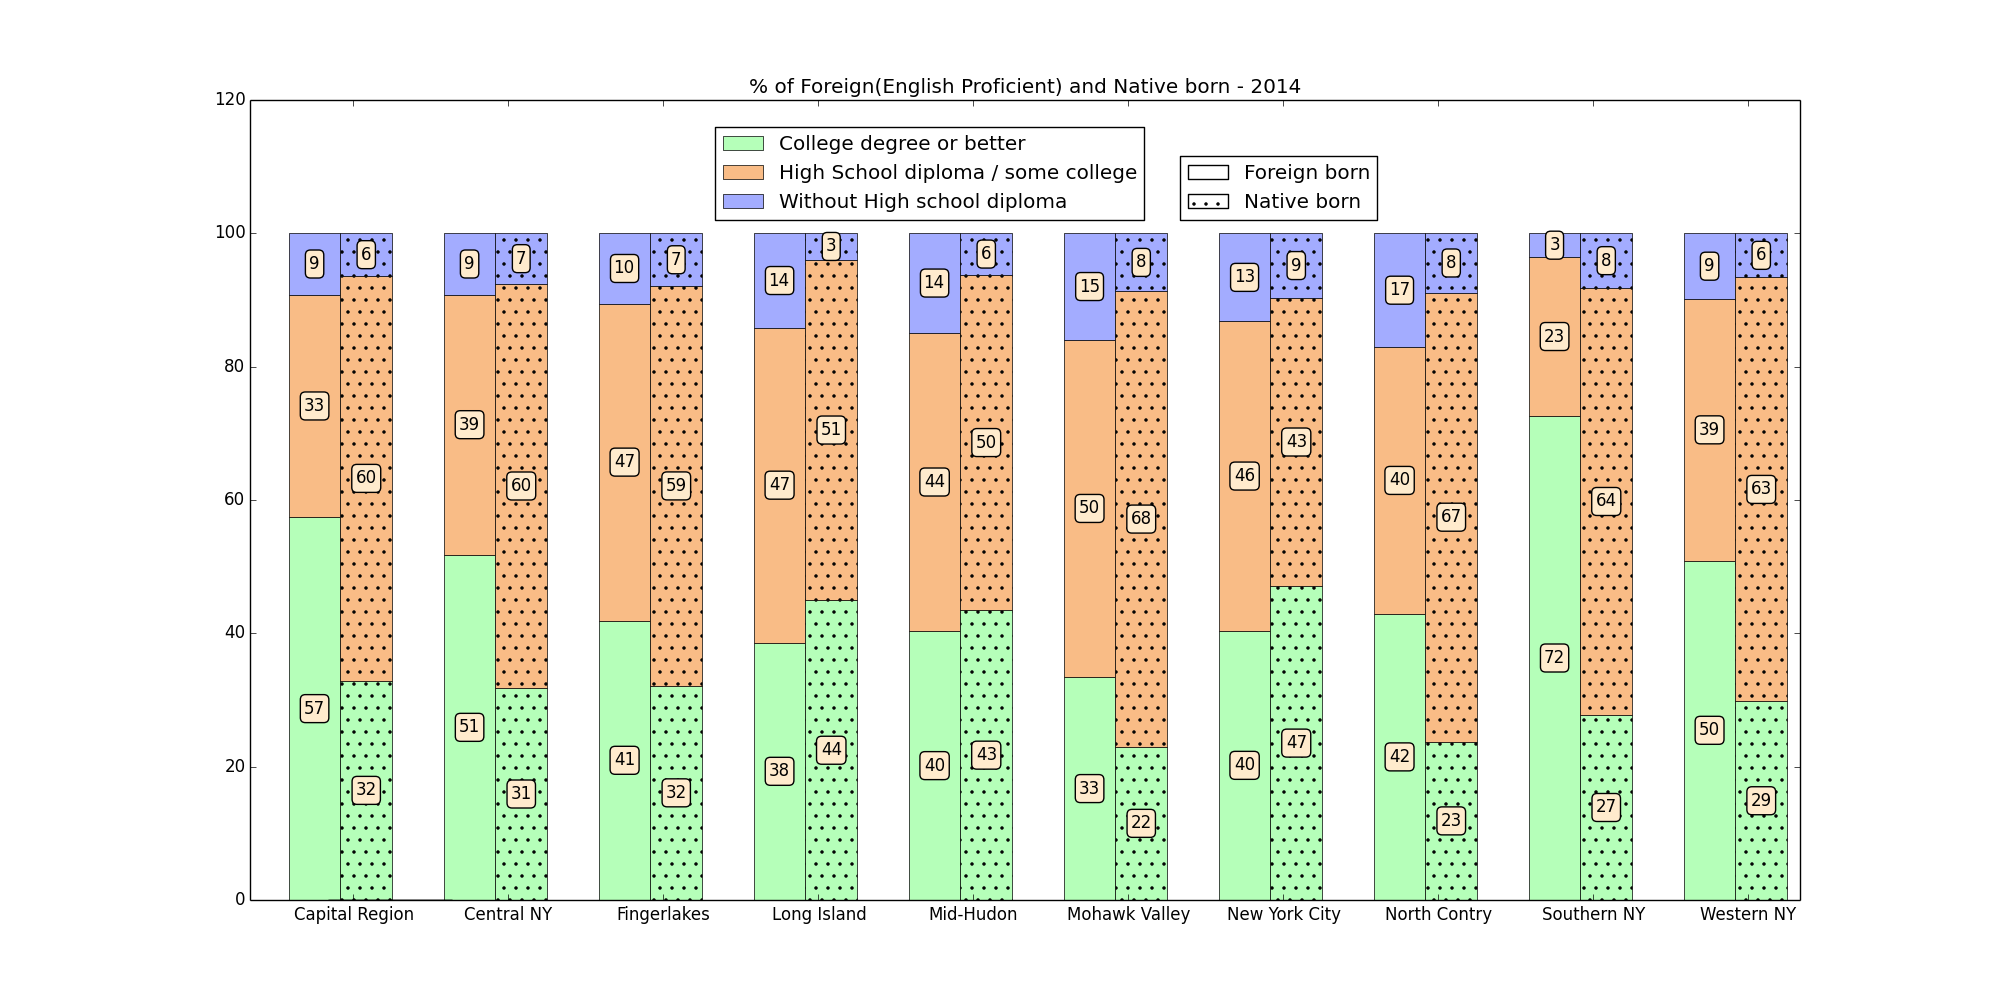 % of Foreign(English Proficient) and Native born - 2014
120
100
80
60
40
20
0
College degree or better
High School diploma / some college
Without High school diploma
Foreign born
Native born
9 6 9 7 10 7 14 3 14 6 15 8 13 9 17 8 3 8 9 6
33 60 39 60 47 59 47 51 44 50 50 68 46 43 40 67 23 64 39 63
57 32 51 31 41 32 38 44 40 43 33 22 40 47 42 23 72 27 50 29
Capital Region Central NY Fingerlakes Long Island Mid-Hudon Mohawk Valley New York City North Contry Southern NY Western NY